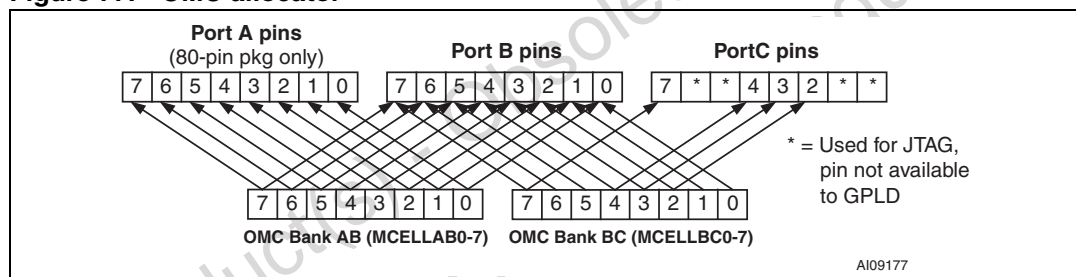 Port A pins
(80-pin pkg only)
Port B pins
PortC pins
7 6 5 4 3 2 1 0
7 6 5 4 3 2 1 0
7 * * 4 3 2 * *
* = Used for JTAG,
pin not available
to GPLD
7 6 5 4 3 2 1 0
7 6 5 4 3 2 1 0
OMC Bank AB (MCELLAB0-7)
OMC Bank BC (MCELLBC0-7)
AI09177